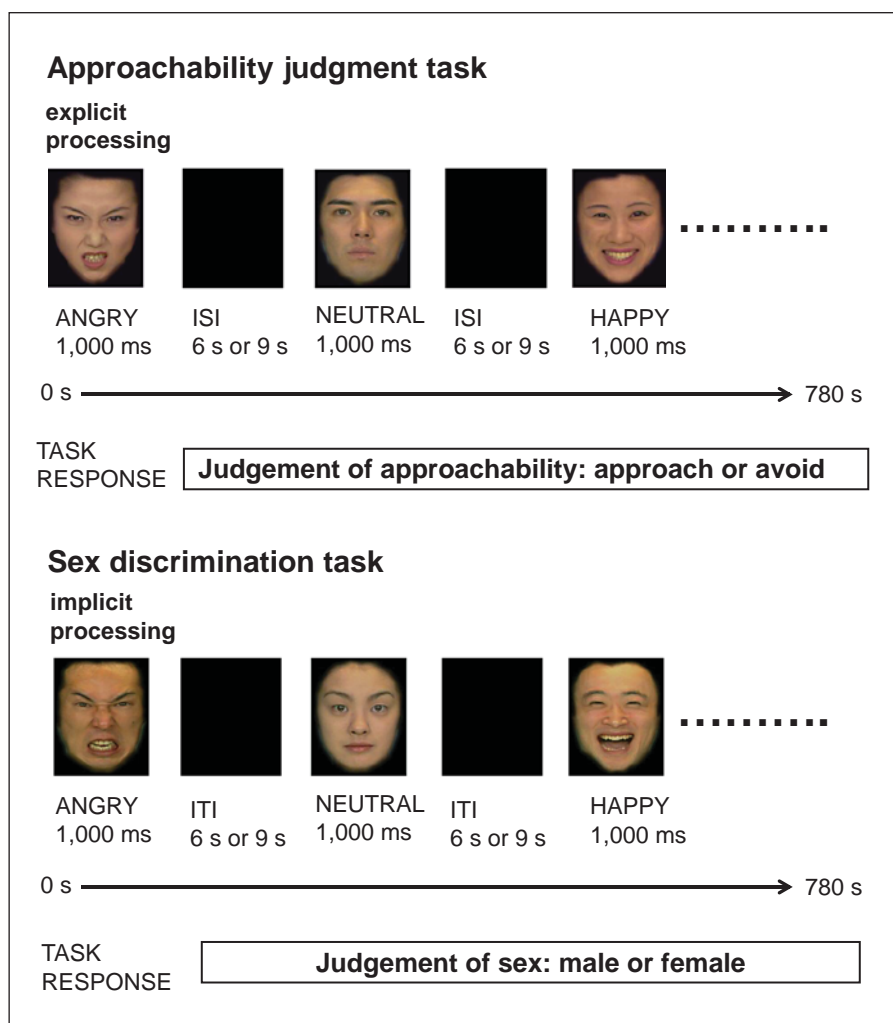 Approachability judgment task
explicit
processing
ANGRY ISI NEUTRAL ISI HAPPY
1,000 ms 6 s or 9 s 1,000 ms 6 s or 9 s 1,000 ms
0 s 780 s
TASK
RESPONSE
Judgement of approachability: approach or avoid
Sex discrimination task
implicit
processing
ANGRY ITI NEUTRAL ITI HAPPY
1,000 ms 6 s or 9 s 1,000 ms 6 s or 9 s 1,000 ms
0 s 780 s
TASK
RESPONSE
Judgement of sex: male or female